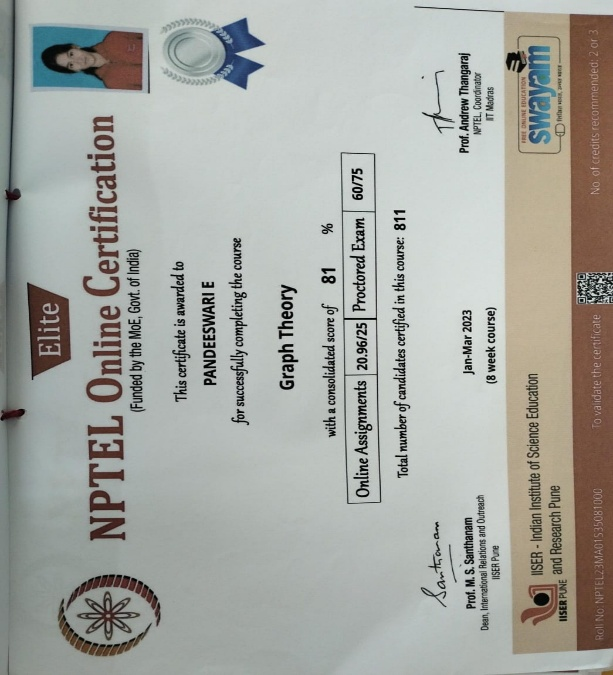 Elite
NPTEL Online Certification
(Funded by the MoE, Govt. of India)
This certificate is awarded to
PANDEESWARI E
for successfully completing the course
Graph Theory
with a consolidated score of 81 %
Online Assignments 20.96/25 Proctored Exam 60/75
Total number of candidates certified in this course: 811
Santhanam
Prof. M. S. Santhanam
Dean, International Relations and Outreach
IISER Pune
Jan-Mar 2023
(8 week course)
Prof. Andrew Thangaraj
NPTEL, Coordinator
IIT Madras
IISER PUNE
IISER - Indian Institute of Science Education
and Research Pune
FREE ONLINE EDUCATION
swayam
Roll No: NPTEL23MA01S35081000
To validate the certificate
No. of credits recommended: 2 or 3